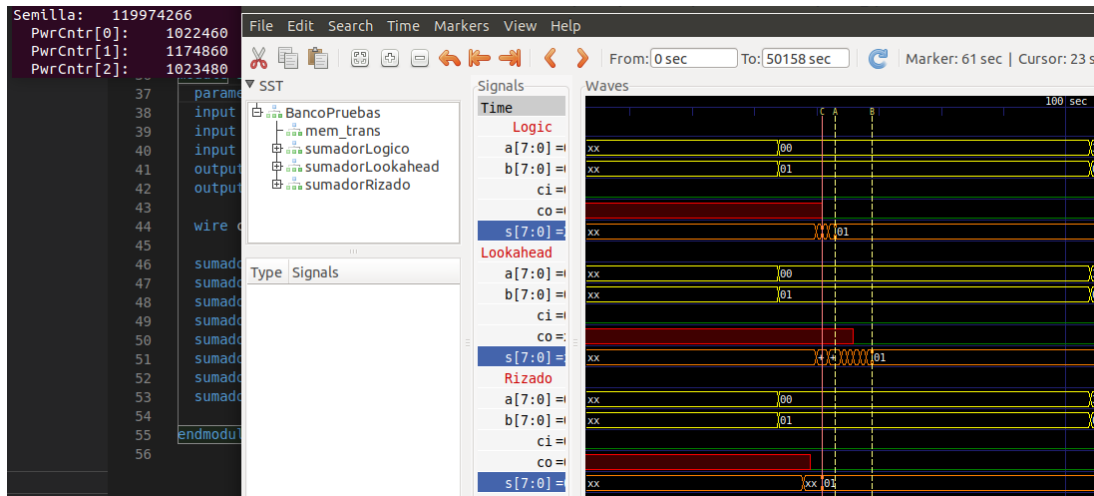 Semilla:   119974266
PwrCntr[0]:   1022460
PwrCntr[1]:   1174860
PwrCntr[2]:   1023480
File Edit Search Time Markers View Help
From: 0 sec To: 50158 sec Marker: 61 sec | Cursor: 23 s
SST
BancoPruebas
mem_trans
sumadorLogico
sumadorLookahead
sumadorRizado
Type Signals
37 parame
38 input
39 input
40 input
41 output
42 output
43
44 wire
45
46 sumado
47 sumado
48 sumado
49 sumado
50 sumado
51 sumado
52 sumado
53 sumado
54
55 endmodul
56
Signals
Time
Logic
a[7:0] =
b[7:0] =
ci =
co =
s[7:0] =
Lookahead
a[7:0] =
b[7:0] =
ci =
co =
s[7:0] =
Rizado
a[7:0] =
b[7:0] =
ci =
co =
s[7:0] =
Waves
100 sec
C A B
xx 00
xx 01
xx 01
xx 00
xx 01
xx + + 01
xx 00
xx 01
xx xx 01